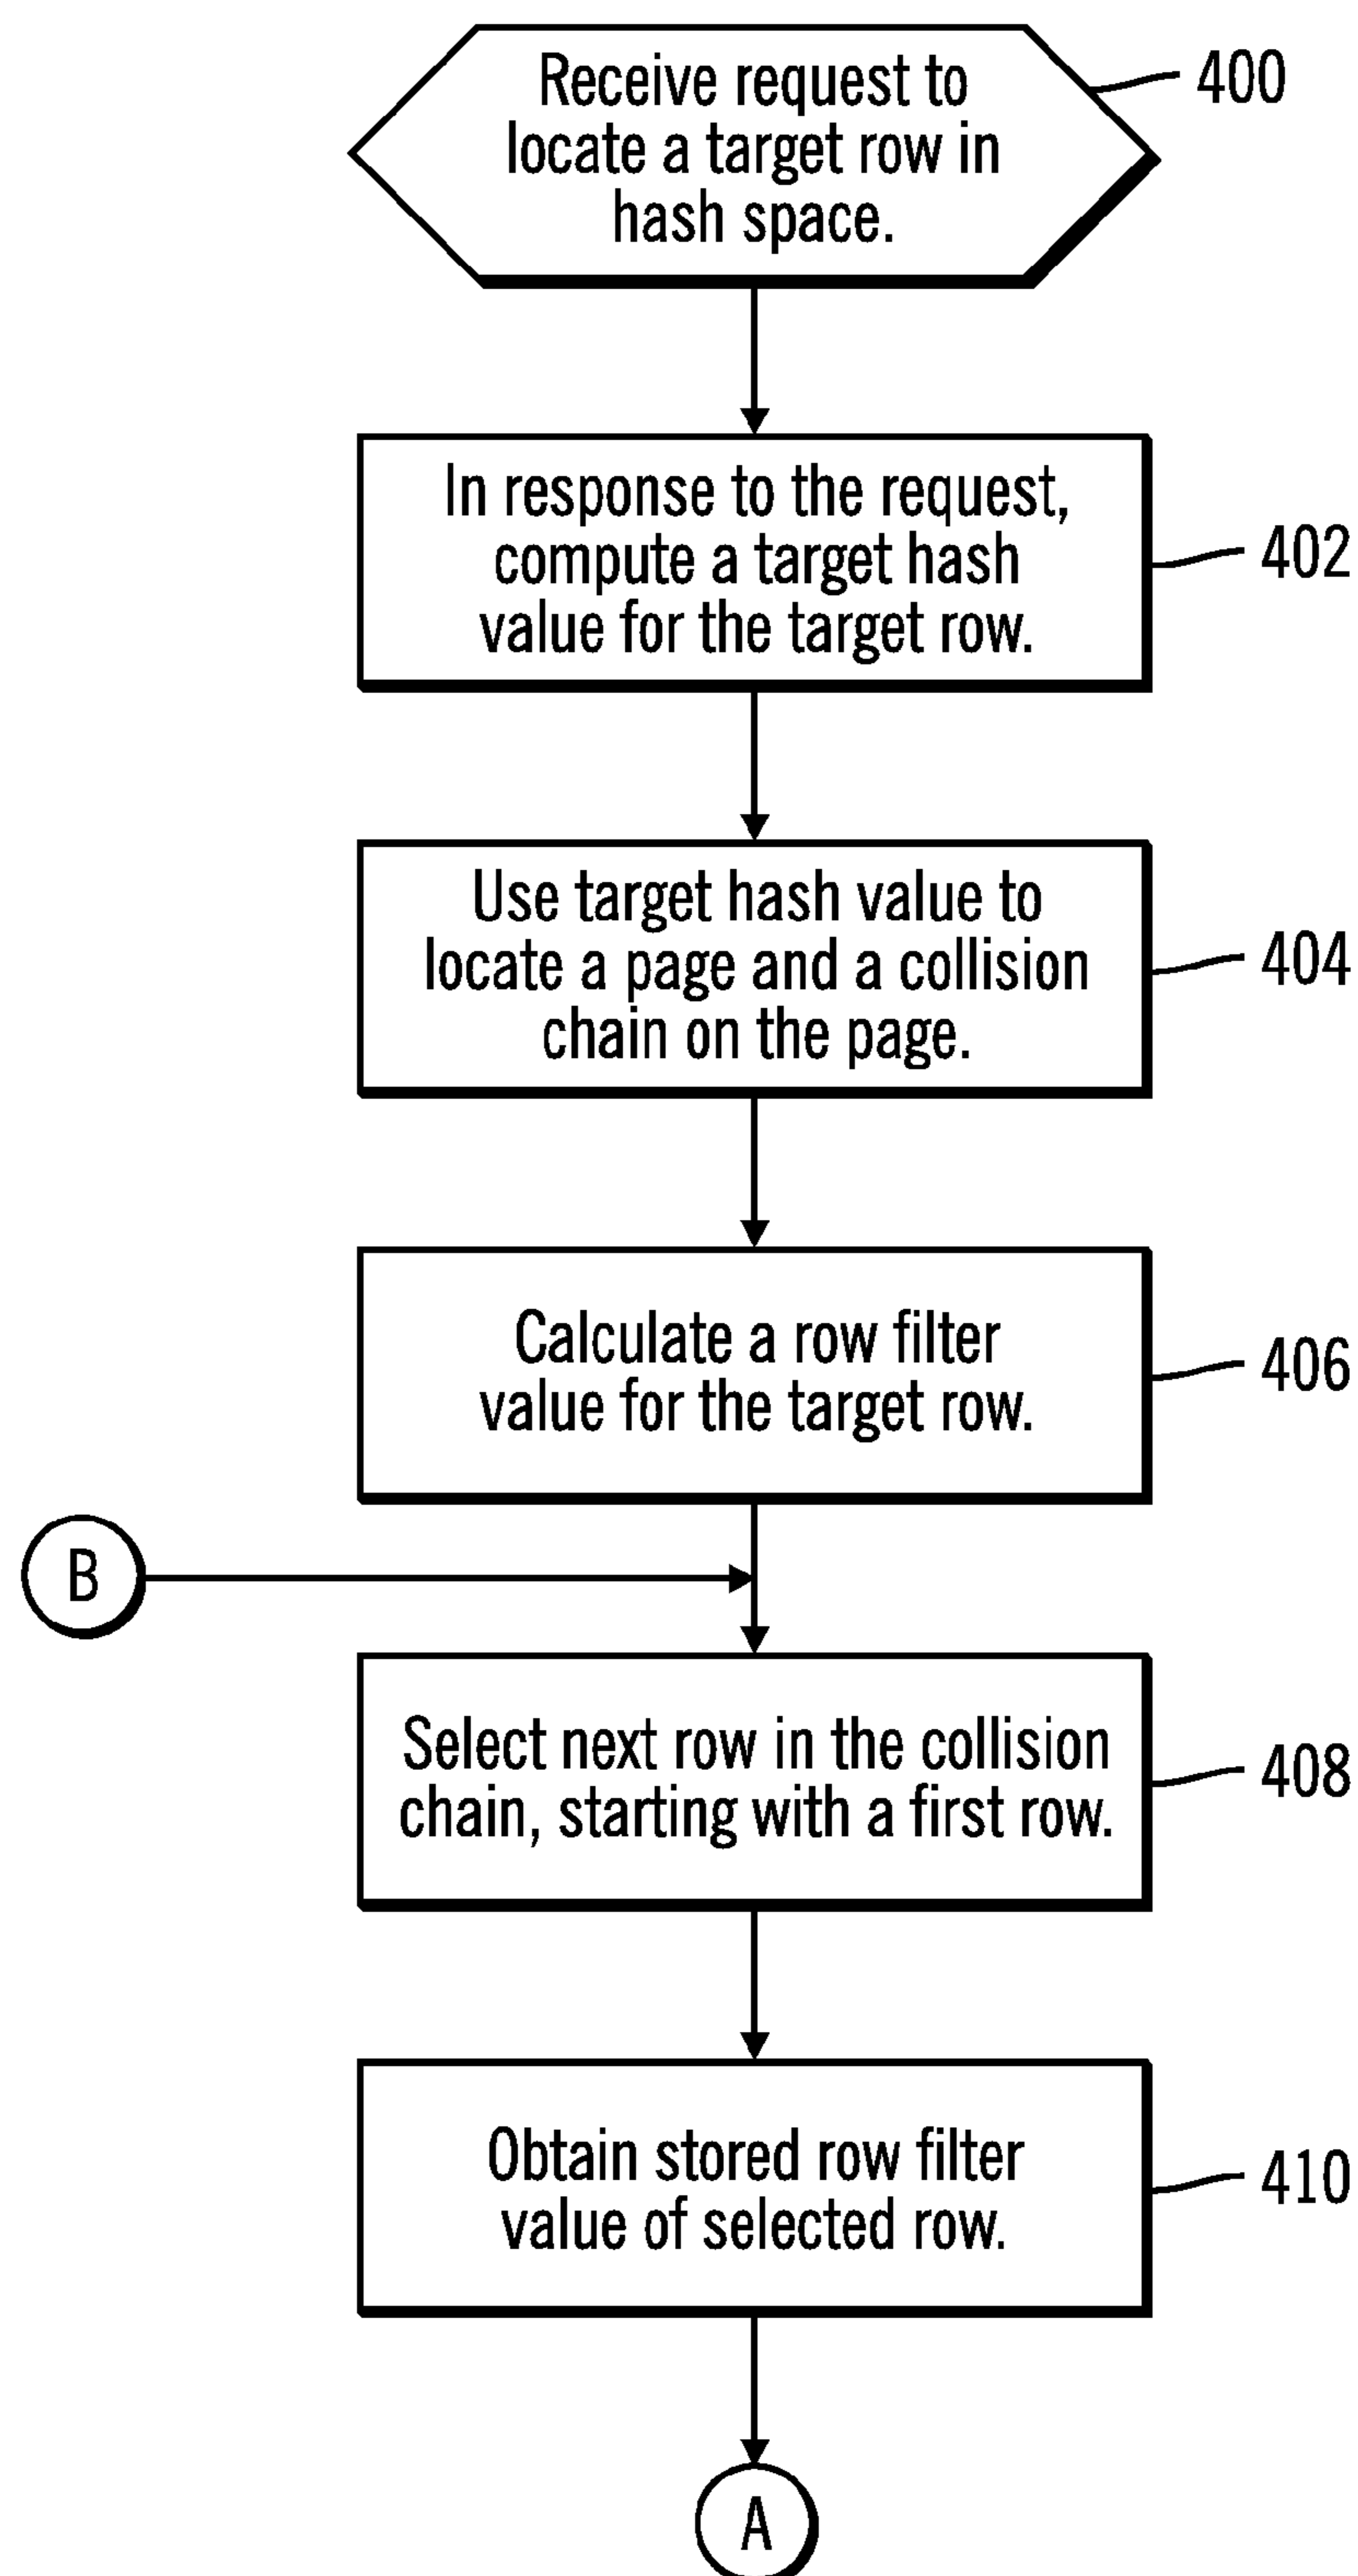 Receive request to
locate a target row in
hash space.
400
In response to the request,
compute a target hash
value for the target row.
402
Use target hash value to
locate a page and a collision
chain on the page.
404
Calculate a row filter
value for the target row.
406
B
Select next row in the collision
chain, starting with a first row.
408
Obtain stored row filter
value of selected row.
410
A